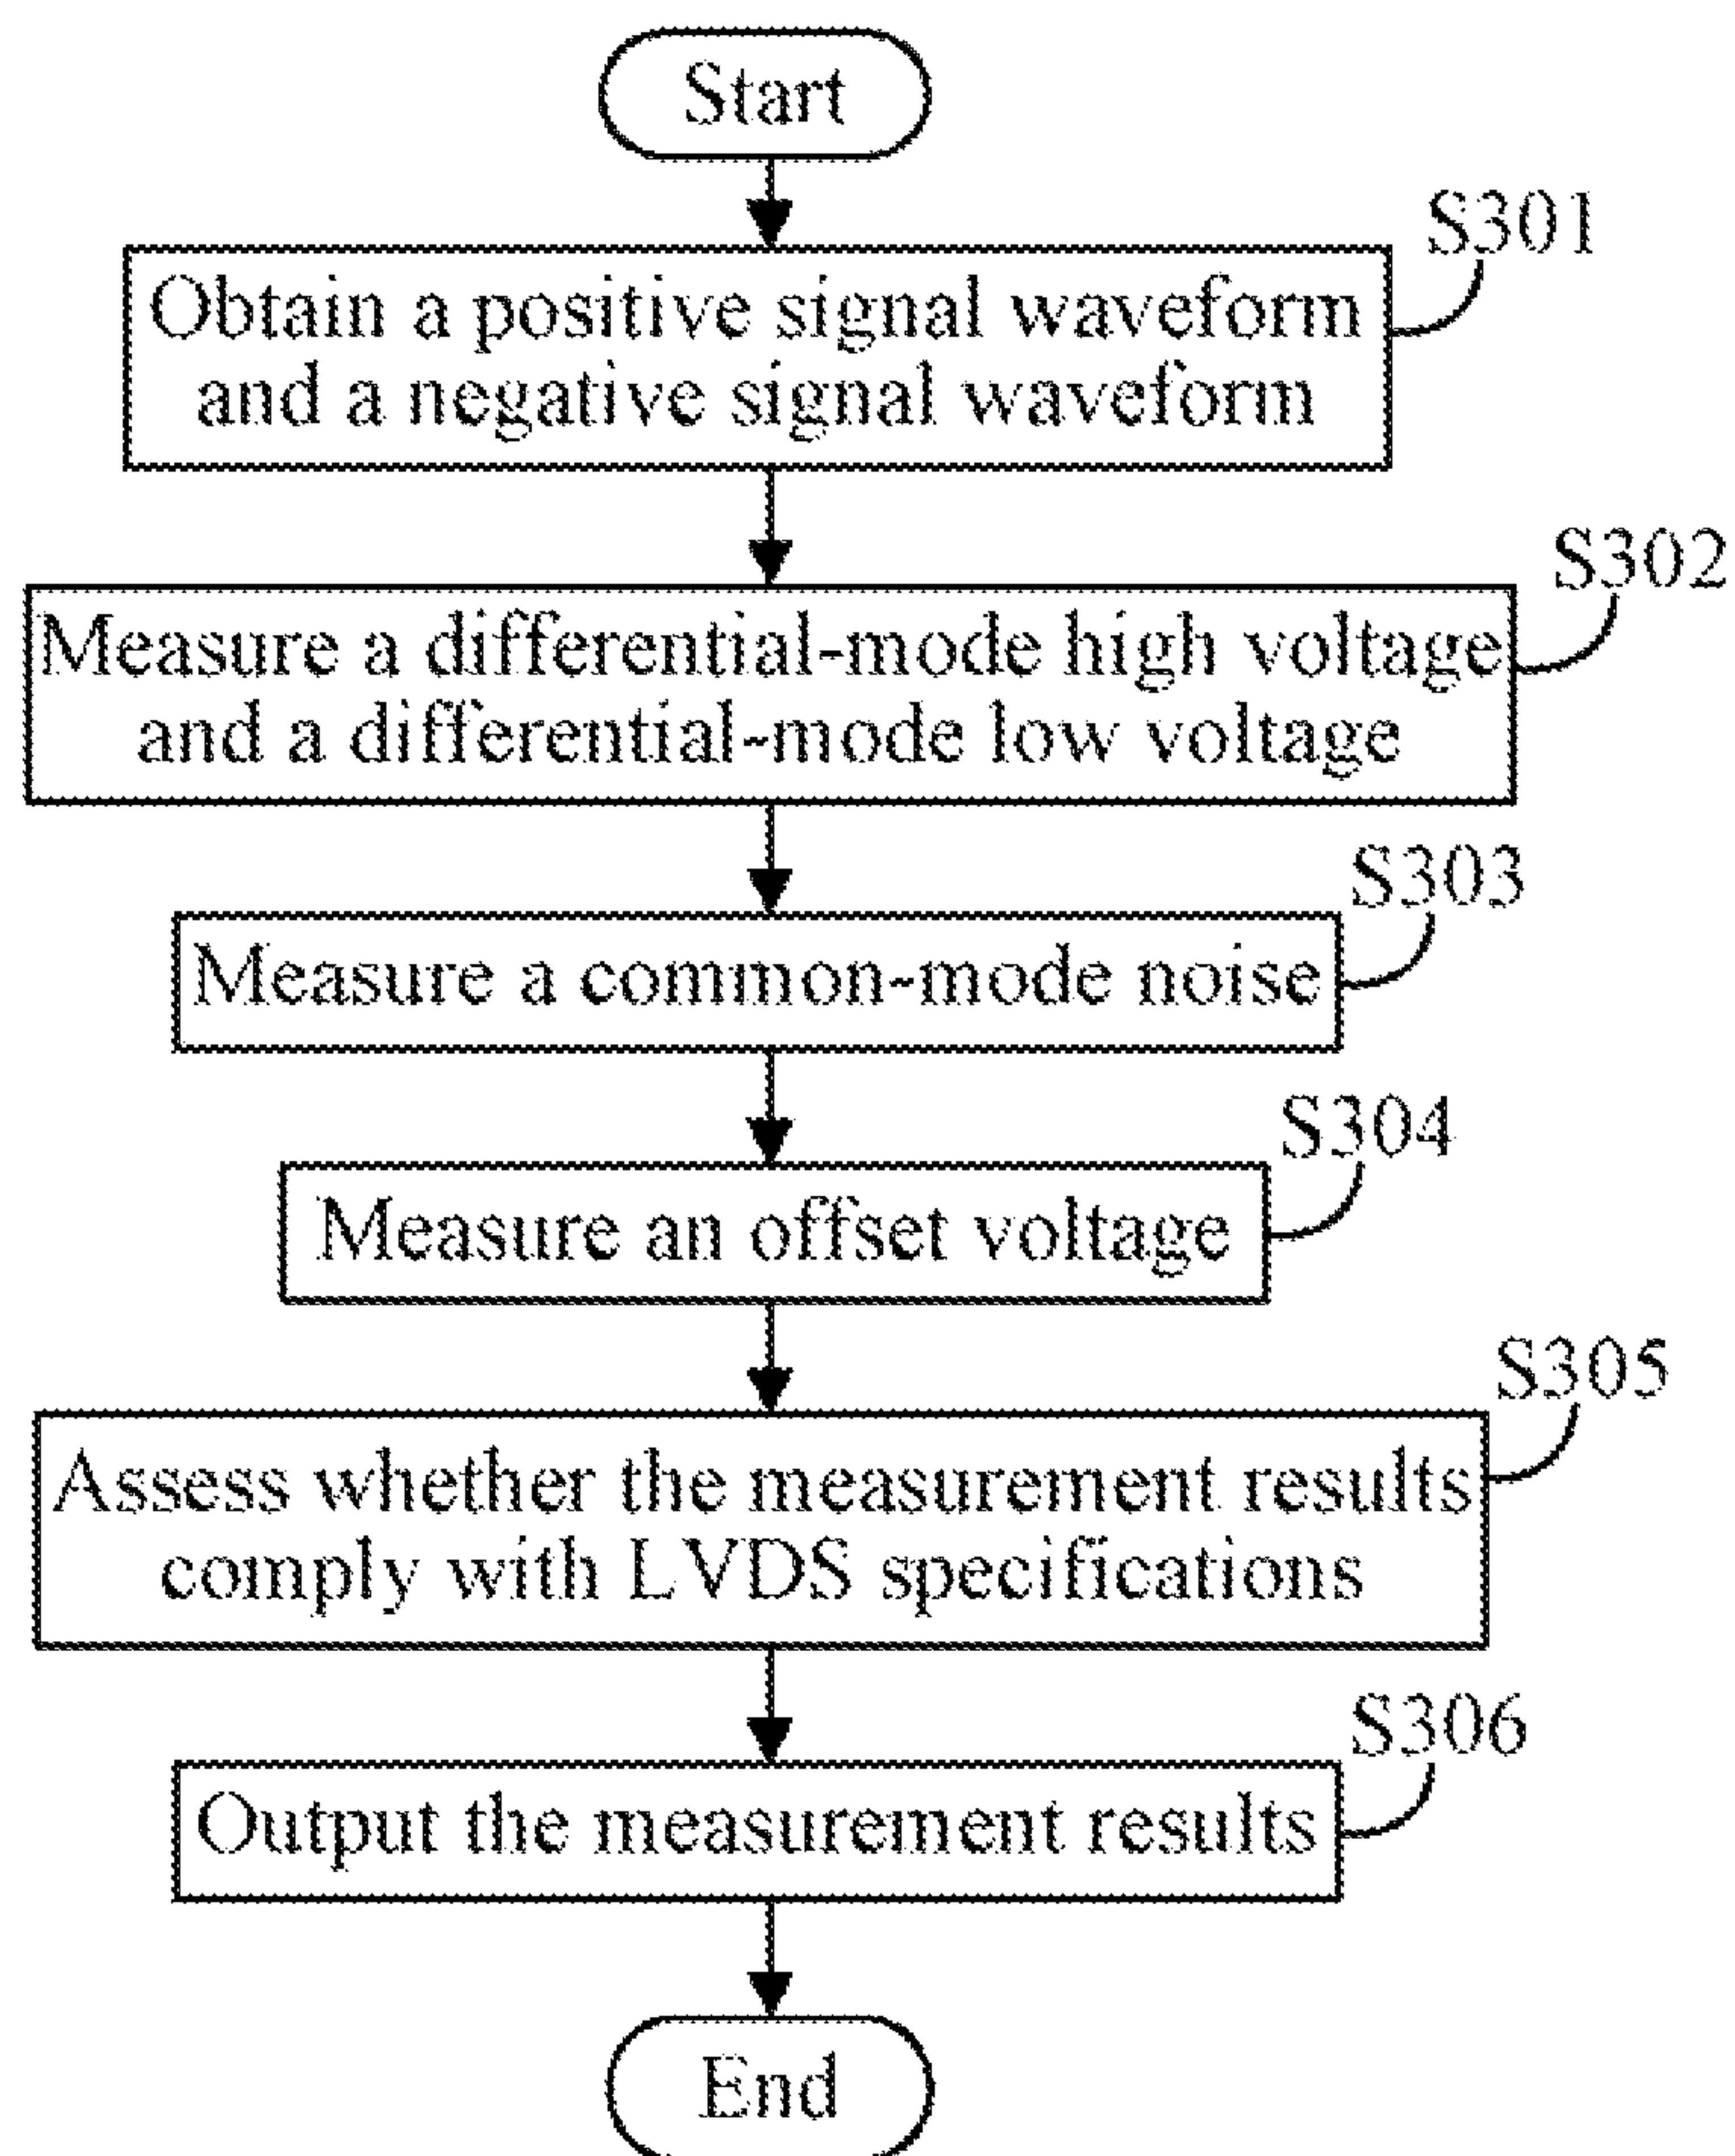 Start
S301
Obtain a positive signal waveform
and a negative signal waveform
S302
Measure a differential-mode high voltage
and a differential-mode low voltage
S303
Measure a common-mode noise
S304
Measure an offset voltage
S305
Assess whether the measurement results
comply with LVDS specifications
S306
Output the measurement results
End